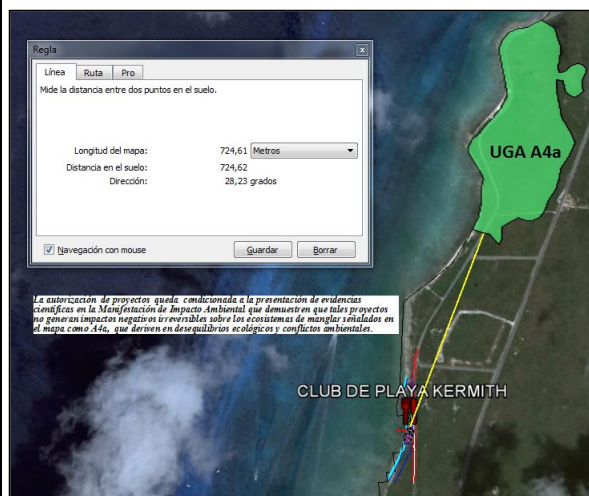 Regla
Línea Ruta Pro
Mide la distancia entre dos puntos en el suelo.
Longitud del mapa: 724,61 Metros
Distancia en el suelo: 724,62
Dirección: 28,23 grados
Navegación con mouse Guardar Borrar
UGA A4a
La autorización de proyectos queda condicionada a la presentación de evidencias
científicas en la Manifestación de Impacto Ambiental que demuestren que tales proyectos
no generan impactos negativos irreversibles sobre los ecosistemas de manglar señalados en
el mapa como A4a, que deriven en desequilibrios ecológicos y conflictos ambientales.
CLUB DE PLAYA KERMITH